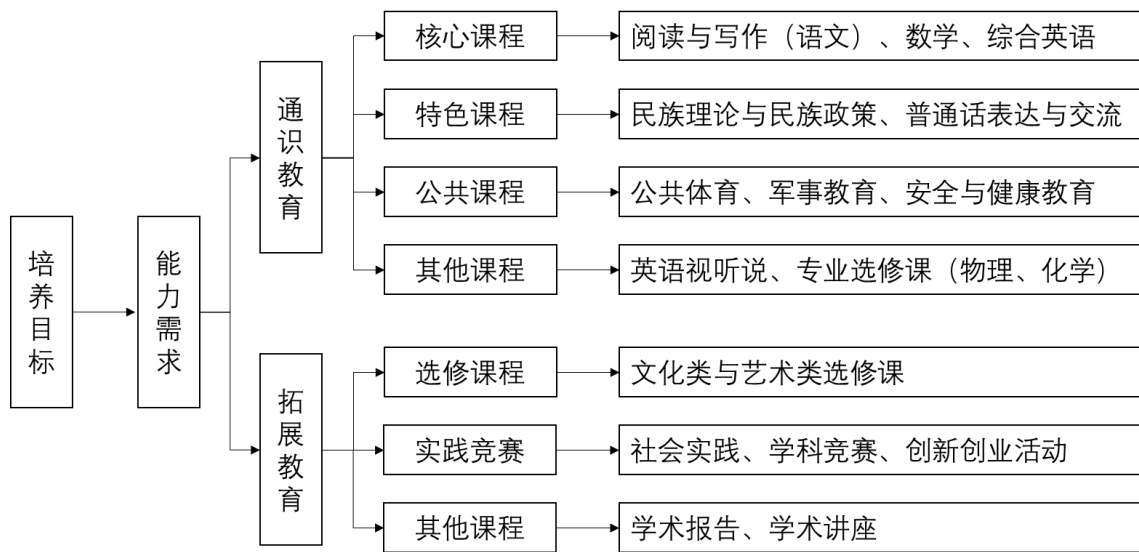 培养目标
能力需求
通识教育
核心课程
阅读与写作（语文）、数学、综合英语
特色课程
民族理论与民族政策、普通话表达与交流
公共课程
公共体育、军事教育、安全与健康教育
其他课程
英语视听说、专业选修课（物理、化学）
拓展教育
选修课程
文化类与艺术类选修课
实践竞赛
社会实践、学科竞赛、创新创业活动
其他课程
学术报告、学术讲座